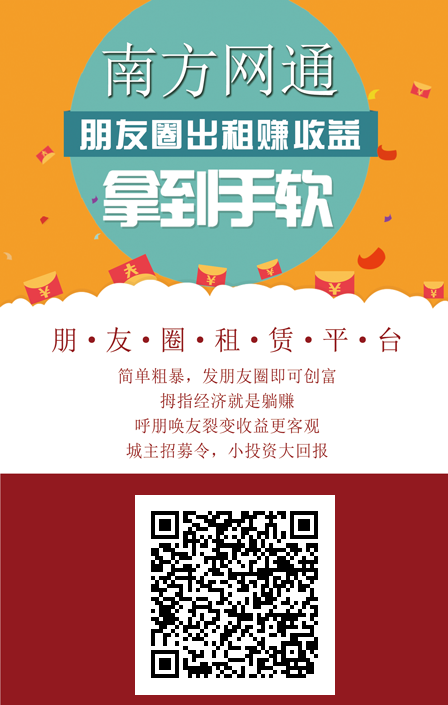 南方网通
朋友圈出租赚收益
拿到手软
大
¥
¥
¥
¥
¥
¥
朋·友·圈·租·赁·平·台
简单粗暴，发朋友圈即可创富
拇指经济就是躺赚
呼朋唤友裂变收益更客观
城主招募令，小投资大回报